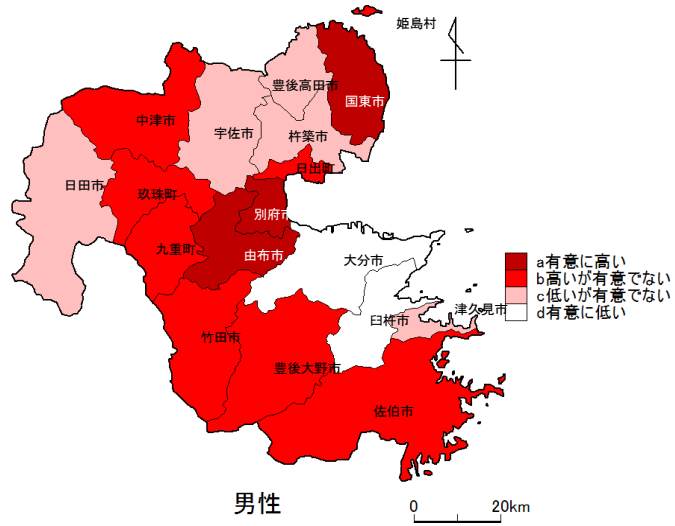 姫島村
豊後高田市
国東市
中津市
宇佐市
杵築市
日出町
日田市
玖珠町
別府市
九重町
由布市
大分市
a有意に高い
b高いが有意でない
c低いが有意でない
d有意に低い
津久見市
臼杵市
竹田市
豊後大野市
佐伯市
男性
0 20km